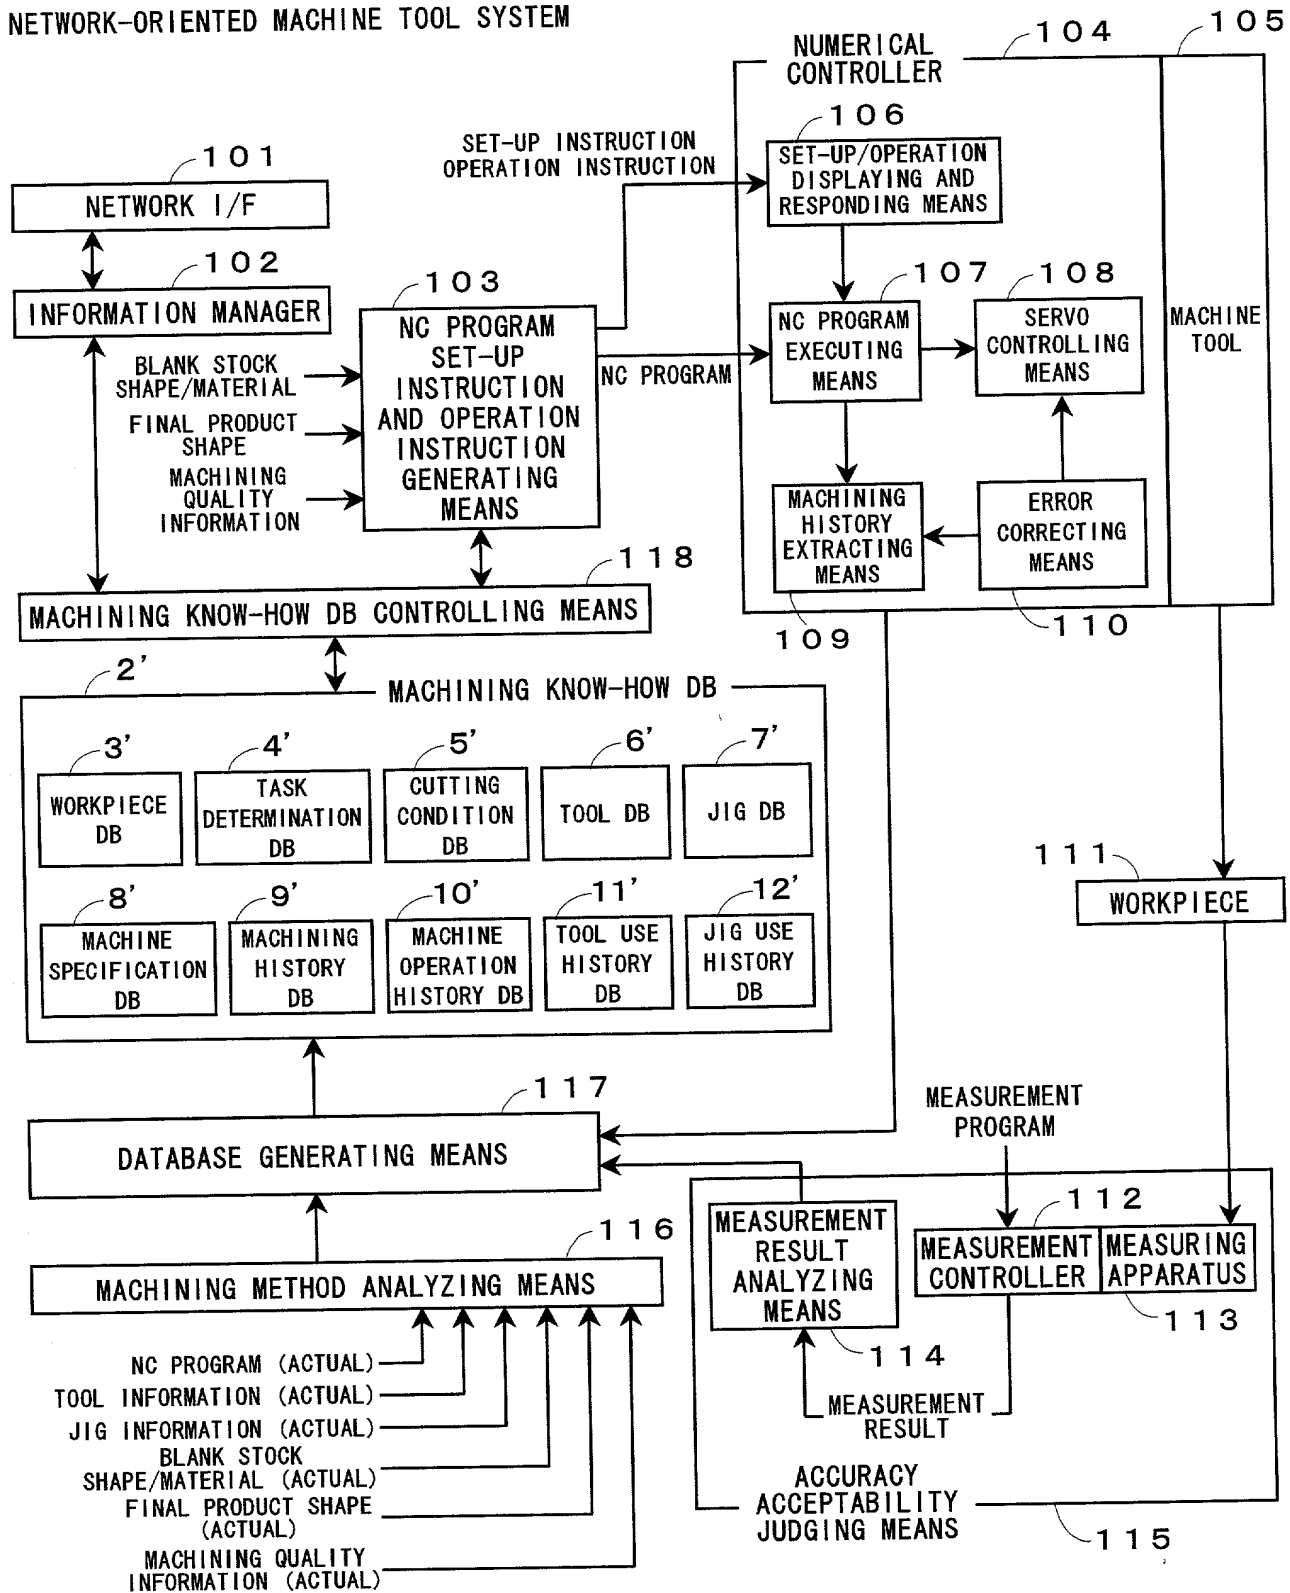 NETWORK-ORIENTED MACHINE TOOL SYSTEM
NUMERICAL
CONTROLLER
104
105
106
SET-UP INSTRUCTION
OPERATION INSTRUCTION
SET-UP/OPERATION
DISPLAYING AND
RESPONDING MEANS
101
NETWORK I/F
102
INFORMATION MANAGER
103
NC PROGRAM
SET-UP
INSTRUCTION
AND OPERATION
INSTRUCTION
GENERATING
MEANS
BLANK STOCK
SHAPE/MATERIAL
FINAL PRODUCT
SHAPE
MACHINING
QUALITY
INFORMATION
NC PROGRAM
107
NC PROGRAM
EXECUTING
MEANS
108
SERVO
CONTROLLING
MEANS
MACHINE
TOOL
MACHINING
HISTORY
EXTRACTING
MEANS
ERROR
CORRECTING
MEANS
109
110
118
MACHINING KNOW-HOW DB CONTROLLING MEANS
2'
MACHINING KNOW-HOW DB
3'
WORKPIECE
DB
4'
TASK
DETERMINATION
DB
5'
CUTTING
CONDITION
DB
6'
TOOL DB
7'
JIG DB
8'
MACHINE
SPECIFICATION
DB
9'
MACHINING
HISTORY
DB
10'
MACHINE
OPERATION
HISTORY DB
11'
TOOL USE
HISTORY
DB
12'
JIG USE
HISTORY
DB
111
WORKPIECE
117
DATABASE GENERATING MEANS
MEASUREMENT
PROGRAM
112
MEASUREMENT
CONTROLLER
MEASURING
APPARATUS
113
MEASUREMENT
RESULT
ANALYZING
MEANS
114
MEASUREMENT
RESULT
116
MACHINING METHOD ANALYZING MEANS
NC PROGRAM (ACTUAL)
TOOL INFORMATION (ACTUAL)
JIG INFORMATION (ACTUAL)
BLANK STOCK
SHAPE/MATERIAL (ACTUAL)
FINAL PRODUCT SHAPE
(ACTUAL)
MACHINING QUALITY
INFORMATION (ACTUAL)
ACCURACY
ACCEPTABILITY
JUDGING MEANS
115